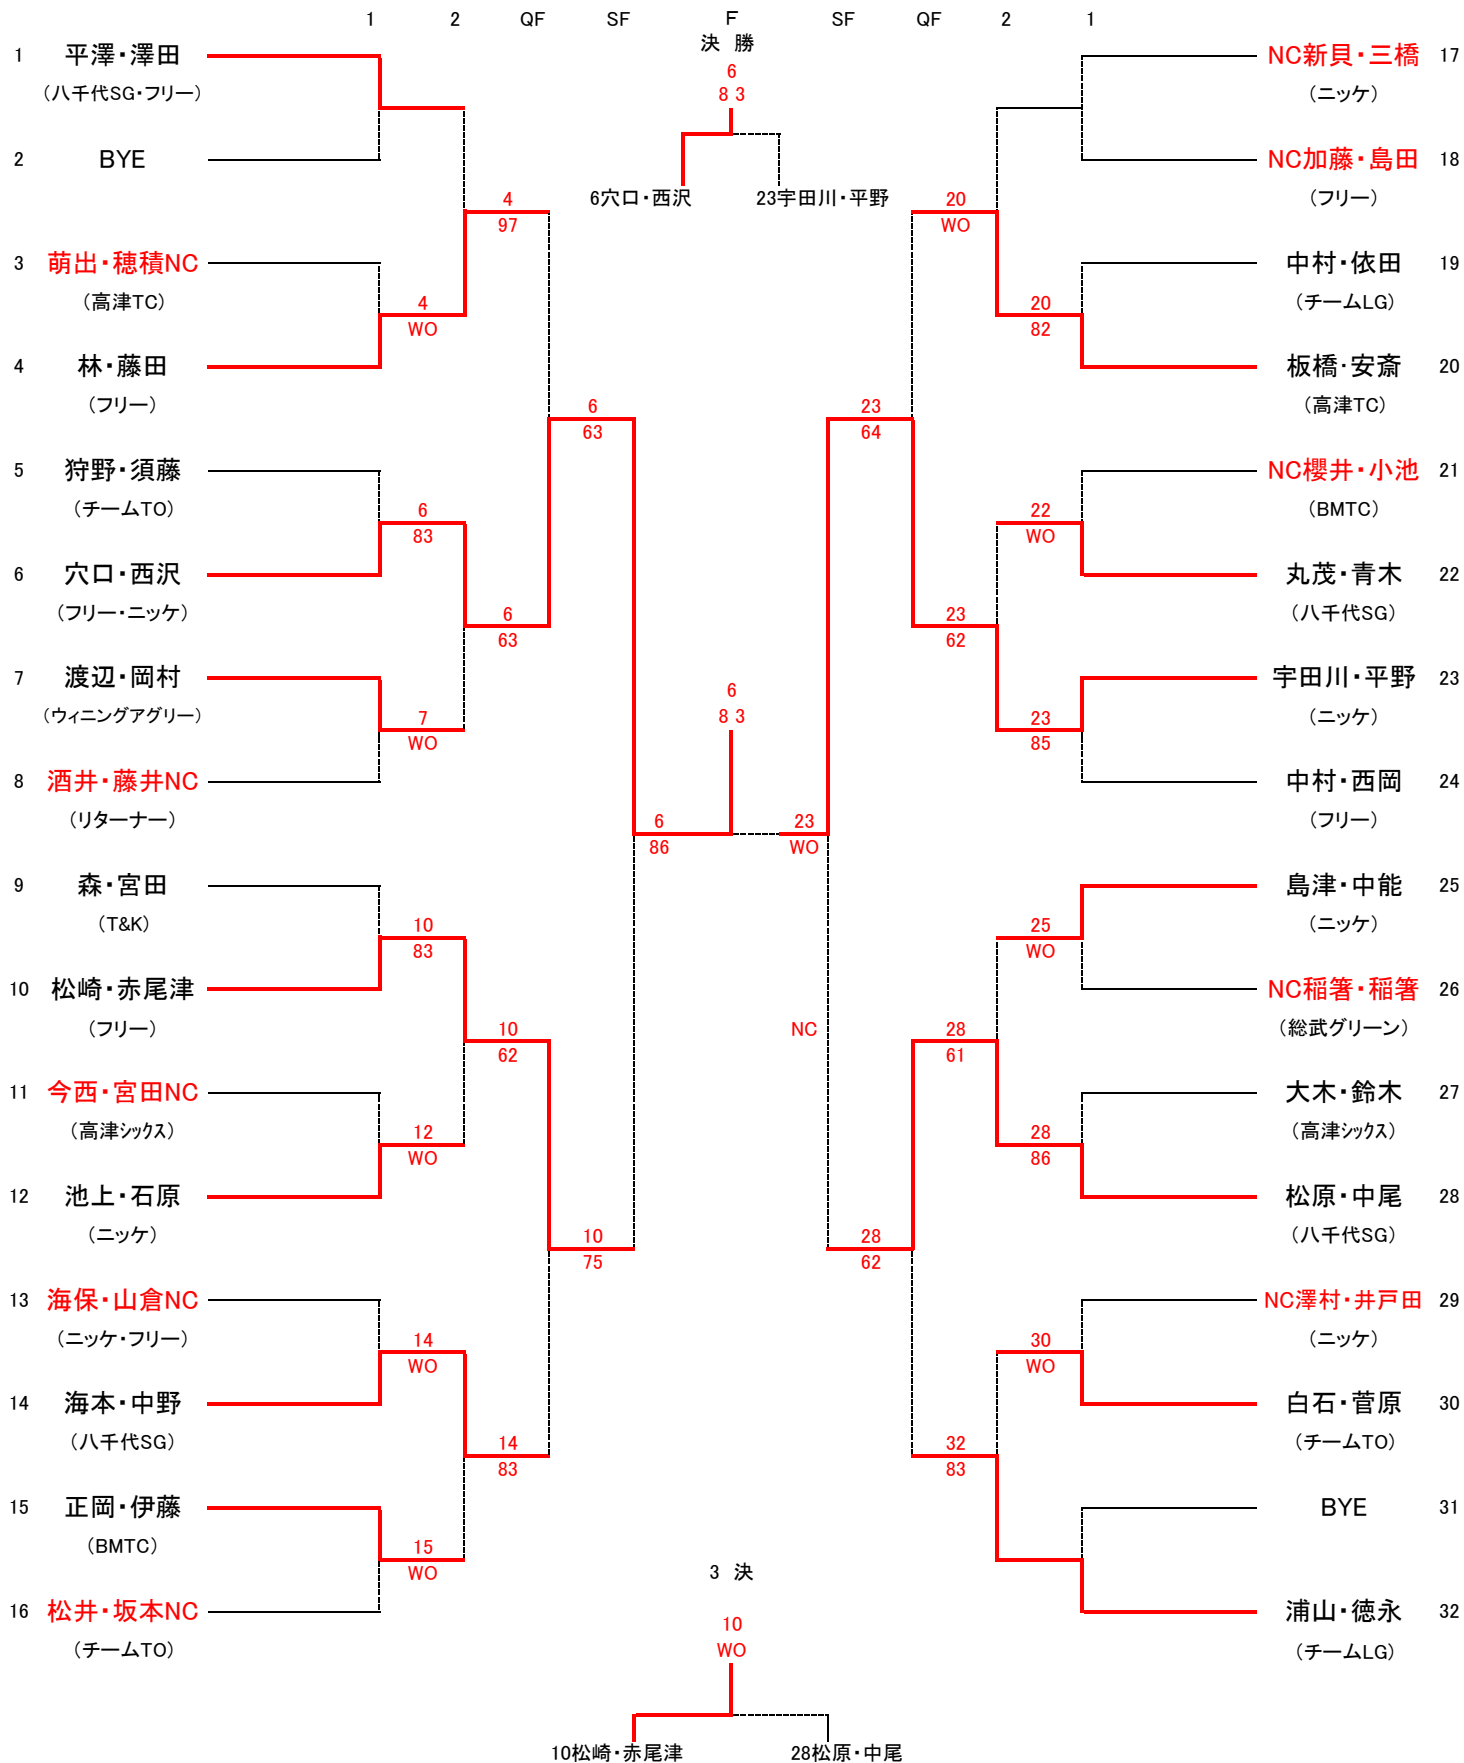 1 2 QF SF F SF QF 2 1
決 勝
1 平澤・澤田
(八千代SG・フリー)
2 BYE
3 萌出・穂積NC
(高津TC)
4 林・藤田
(フリー)
5 狩野・須藤
(チームTO)
6 穴口・西沢
(フリー・ニッケ)
7 渡辺・岡村
(ウィニングアグリー)
8 酒井・藤井NC
(リターナー)
9 森・宮田
(T&K)
10 松崎・赤尾津
(フリー)
11 今西・宮田NC
(高津シックス)
12 池上・石原
(ニッケ)
13 海保・山倉NC
(ニッケ・フリー)
14 海本・中野
(八千代SG)
15 正岡・伊藤
(BMTC)
16 松井・坂本NC
(チームTO)
4
WO
6
83
7
WO
10
83
12
WO
14
WO
15
WO
4
97
6
63
10
62
14
83
6
63
10
75
6
86
6
8 3
6穴口・西沢 23宇田川・平野
6
8 3
23
WO
NC
23
64
28
62
20
WO
23
62
28
61
32
83
20
82
22
WO
23
85
25
WO
28
86
30
WO
NC新貝・三橋 17
(ニッケ)
NC加藤・島田 18
(フリー)
中村・依田 19
(チームLG)
板橋・安斎 20
(高津TC)
NC櫻井・小池 21
(BMTC)
丸茂・青木 22
(八千代SG)
宇田川・平野 23
(ニッケ)
中村・西岡 24
(フリー)
島津・中能 25
(ニッケ)
NC稲箸・稲箸 26
(総武グリーン)
大木・鈴木 27
(高津シックス)
松原・中尾 28
(八千代SG)
NC澤村・井戸田 29
(ニッケ)
白石・菅原 30
(チームTO)
BYE 31
浦山・徳永 32
(チームLG)
3 決
10
WO
10松崎・赤尾津 28松原・中尾